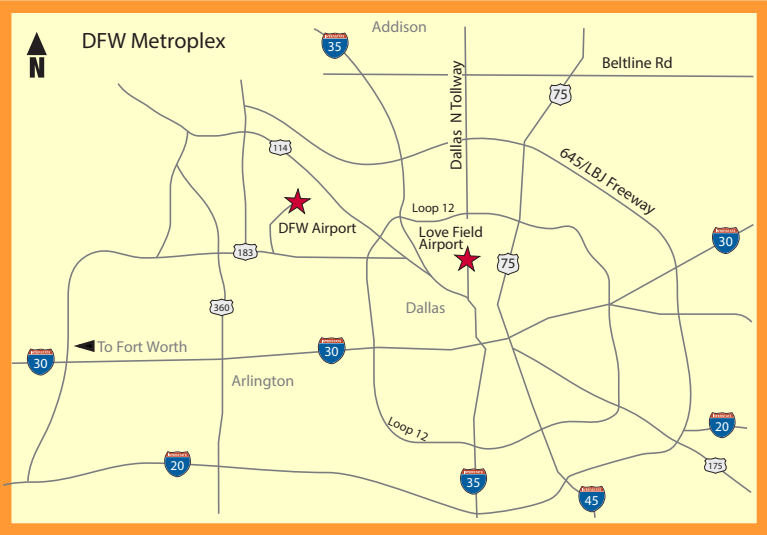 Addison
35
DFW Metroplex
N
Beltline Rd
75
Dallas N Tollway
114
645/LBJ Freeway
Loop 12
DFW Airport
Love Field
Airport
30
183
75
360
Dallas
To Fort Worth
30
30
Arlington
Loop 12
20
20
175
35
45